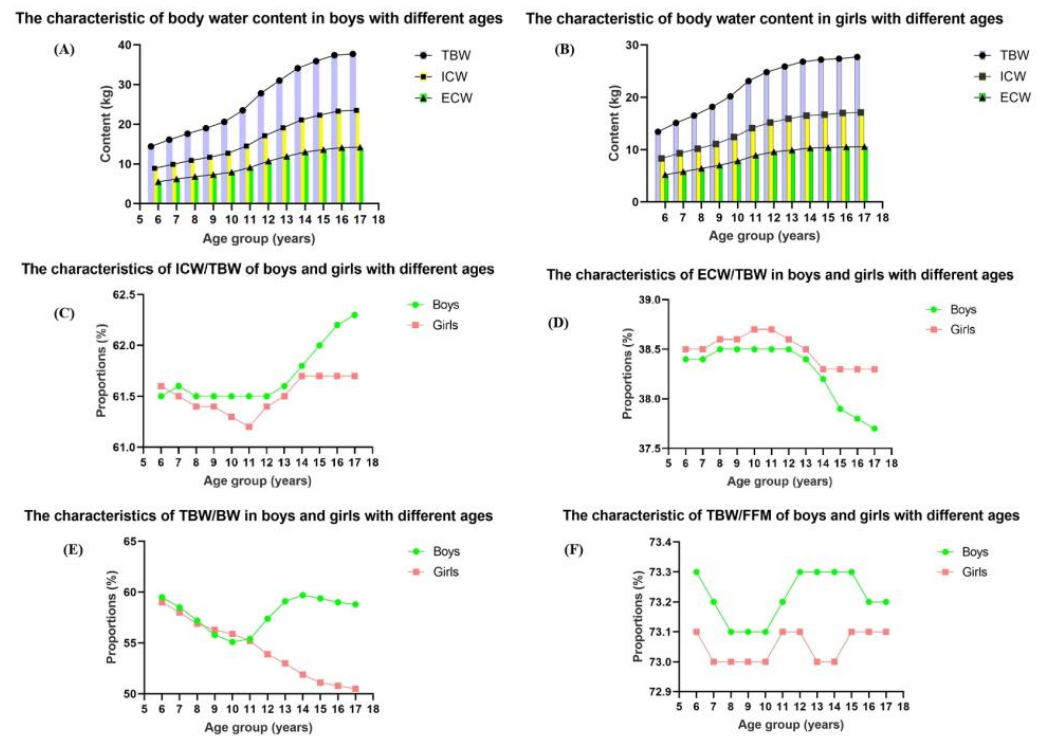 The characteristic of body water content in boys with different ages
(A)
40
30
20
10
0
Content (kg)
TBW
ICW
ECW
5 6 7 8 9 10 11 12 13 14 15 16 17 18
Age group (years)
The characteristic of body water content in girls with different ages
(B)
30
20
10
0
Content (kg)
TBW
ICW
ECW
6 7 8 9 10 11 12 13 14 15 16 17 18
Age group (years)
The characteristics of ICW/TBW of boys and girls with different ages
(C)
62.5
62.0
61.5
61.0
Proportions (%)
Boys
Girls
5 6 7 8 9 10 11 12 13 14 15 16 17 18
Age group (years)
The characteristics of ECW/TBW in boys and girls with different ages
(D)
39.0
38.5
38.0
37.5
Proportions (%)
Boys
Girls
5 6 7 8 9 10 11 12 13 14 15 16 17 18
Age group (years)
The characteristics of TBW/BW in boys and girls with different ages
(E)
65
60
55
50
Proportions (%)
Boys
Girls
5 6 7 8 9 10 11 12 13 14 15 16 17 18
Age group (years)
The characteristic of TBW/FFM of boys and girls with different ages
(F)
73.4
73.3
73.2
73.1
73.0
72.9
Proportions (%)
Boys
Girls
5 6 7 8 9 10 11 12 13 14 15 16 17 18
Age group (years)